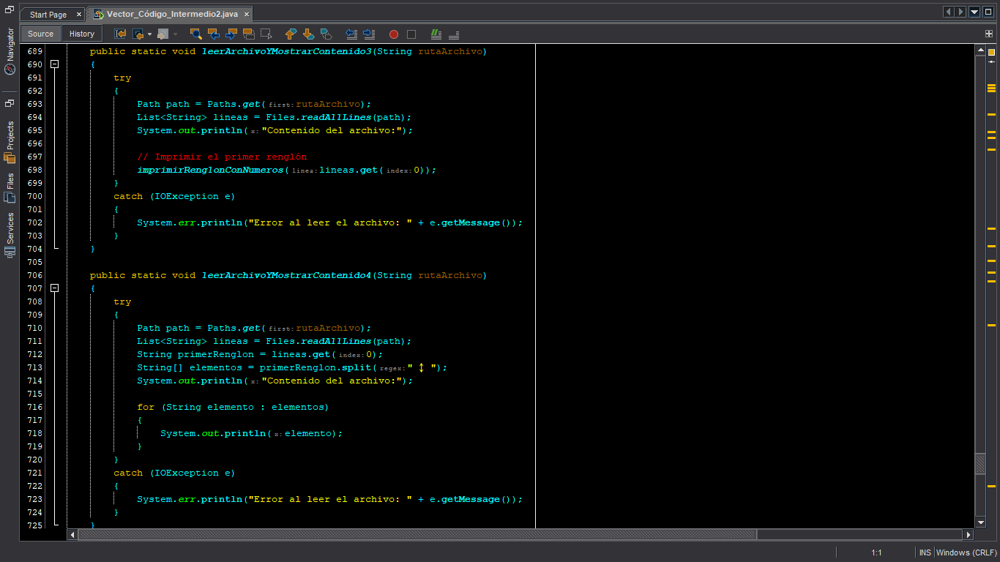 Start Page
Vector_Código_Intermedio2.java
Source
History
Navigator
Projects
Files
Services
689 public static void leerArchivoYMostrarContenido3(String rutaArchivo)
690 {
691 try
692 {
693 Path path = Paths.get( first: rutaArchivo);
694 List<String> lineas = Files.readAllLines(path);
695 System.out.println( x: "Contenido del archivo:");
696
697 // Imprimir el primer renglón
698 imprimirRenglonConNumeros( linea: lineas.get( index: 0));
699 }
700 catch (IOException e)
701 {
702 System.err.println("Error al leer el archivo: " + e.getMessage());
703 }
704 }
705
706 public static void leerArchivoYMostrarContenido4(String rutaArchivo)
707 {
708 try
709 {
710 Path path = Paths.get( first: rutaArchivo);
711 List<String> lineas = Files.readAllLines(path);
712 String primerRenglon = lineas.get( index: 0);
713 String[] elementos = primerRenglon.split( regex: " ↕ ");
714 System.out.println( x: "Contenido del archivo:");
715
716 for (String elemento : elementos)
717 {
718 System.out.println( x: elemento);
719 }
720 }
721 catch (IOException e)
722 {
723 System.err.println("Error al leer el archivo: " + e.getMessage());
724 }
725 }
1:1
INS
Windows (CRLF)